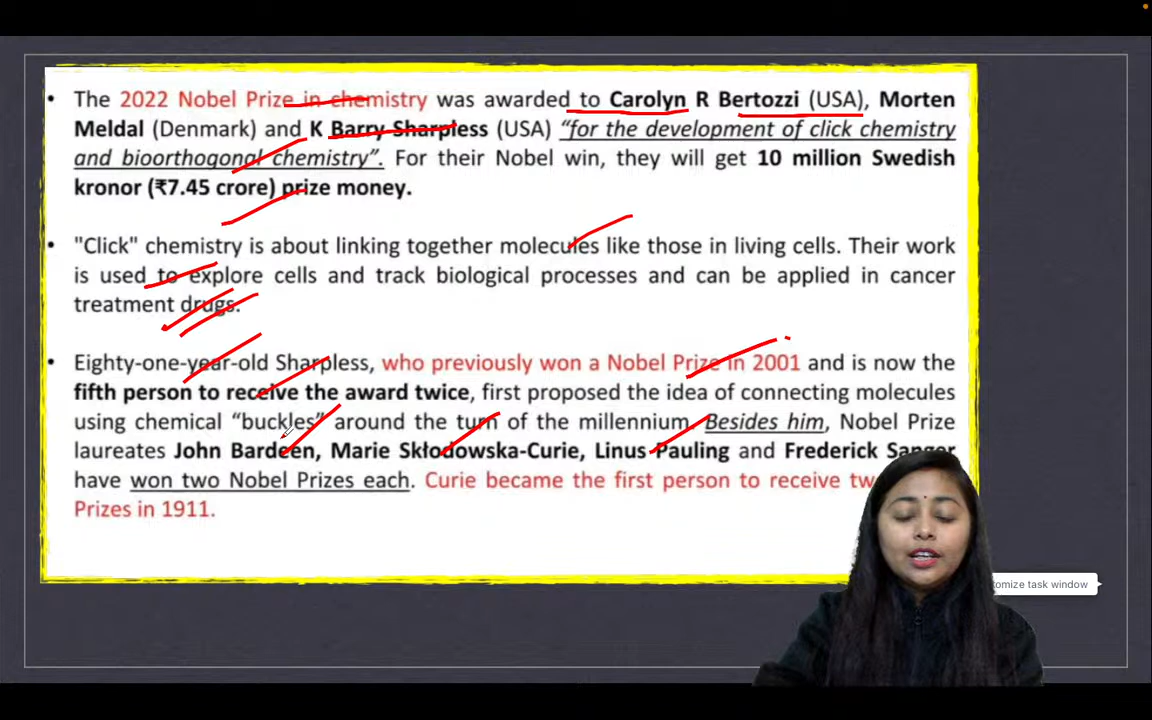 • The 2022 Nobel Prize in chemistry was awarded to Carolyn R Bertozzi (USA), Morten
Meldal (Denmark) and K Barry Sharpless (USA) “for the development of click chemistry
and bioorthogonal chemistry”. For their Nobel win, they will get 10 million Swedish
kronor (₹7.45 crore) prize money.
• "Click" chemistry is about linking together molecules like those in living cells. Their work
is used to explore cells and track biological processes and can be applied in cancer
treatment drugs.
• Eighty-one-year-old Sharpless, who previously won a Nobel Prize in 2001 and is now the
fifth person to receive the award twice, first proposed the idea of connecting molecules
using chemical “buckles” around the turn of the millennium. Besides him, Nobel Prize
laureates John Bardeen, Marie Skłodowska-Curie, Linus Pauling and Frederick Sanger
have won two Nobel Prizes each. Curie became the first person to receive
Prizes in 1911.
task window